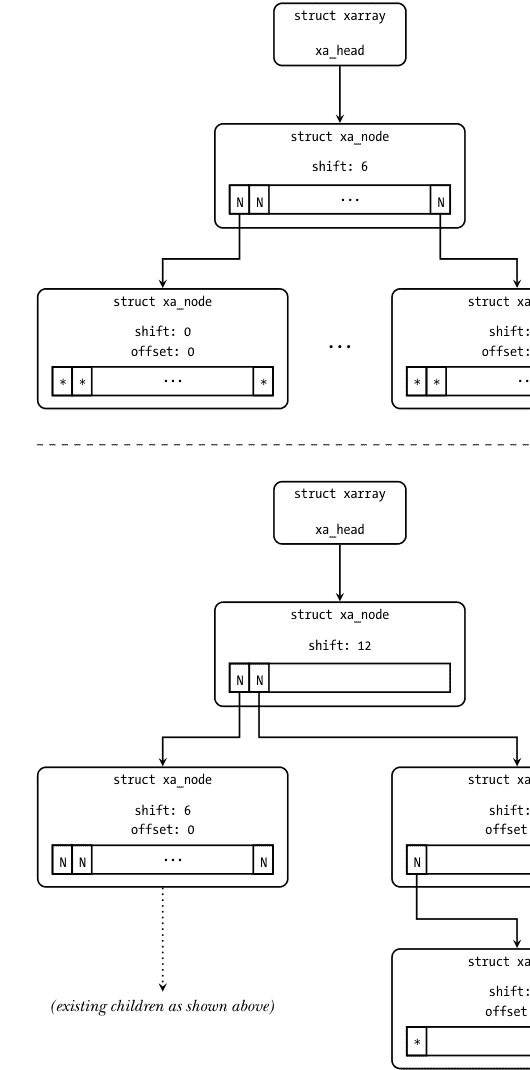 struct xarray
xa_head
struct xa_node
shift: 6
N N ... N
struct xa_node
shift: 0
offset: 0
* * ... *
...
struct xa
shift:
offset:
* * ..
struct xarray
xa_head
struct xa_node
shift: 12
N N
struct xa_node
shift: 6
offset: 0
N N ... N
struct xa
shift:
offset
N
(existing children as shown above)
struct xa
shift:
offset
*